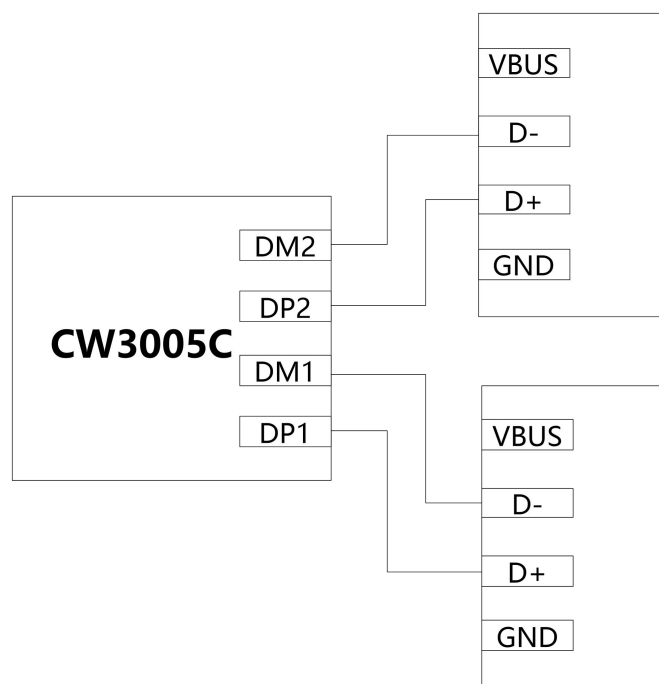 CW3005C
DM2
DP2
DM1
DP1
VBUS
D-
D+
GND
VBUS
D-
D+
GND